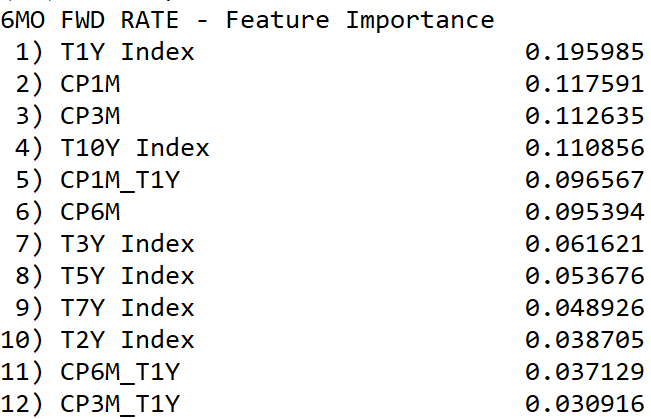 6MO FWD RATE - Feature Importance
1) T1Y Index 0.195985
2) CP1M 0.117591
3) CP3M 0.112635
4) T10Y Index 0.110856
5) CP1M_T1Y 0.096567
6) CP6M 0.095394
7) T3Y Index 0.061621
8) T5Y Index 0.053676
9) T7Y Index 0.048926
10) T2Y Index 0.038705
11) CP6M_T1Y 0.037129
12) CP3M_T1Y 0.030916